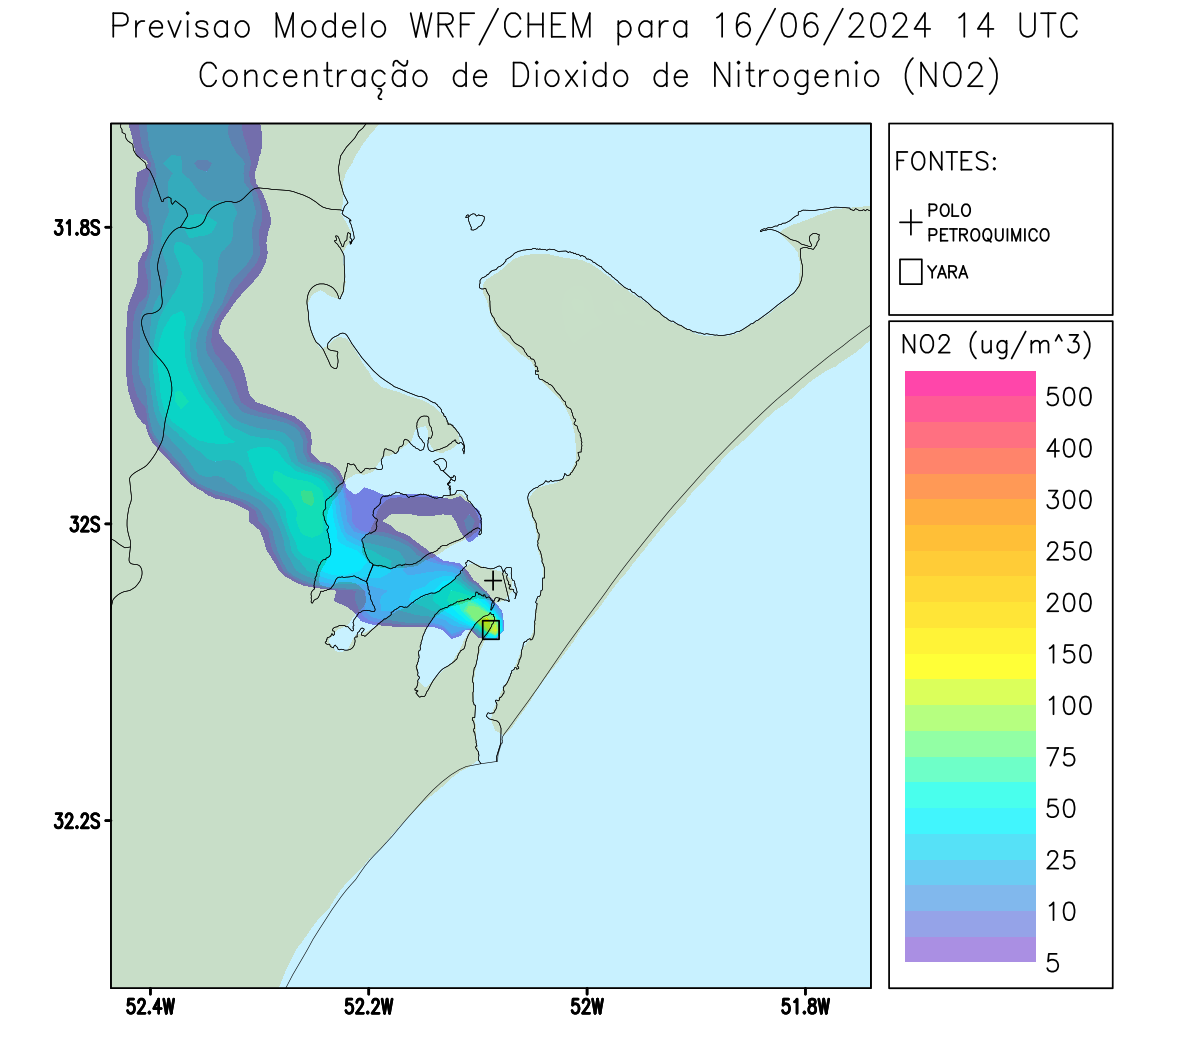 Previsao Modelo WRF/CHEM para 16/06/2024 14 UTC
Concentração de Dioxido de Nitrogenio (NO2)
FONTES:
POLO
PETROQUIMICO
YARA
NO2 (ug/m^3)
500
400
300
250
200
150
100
75
50
25
10
5
31.8S
32S
32.2S
52.4W
52.2W
52W
51.8W